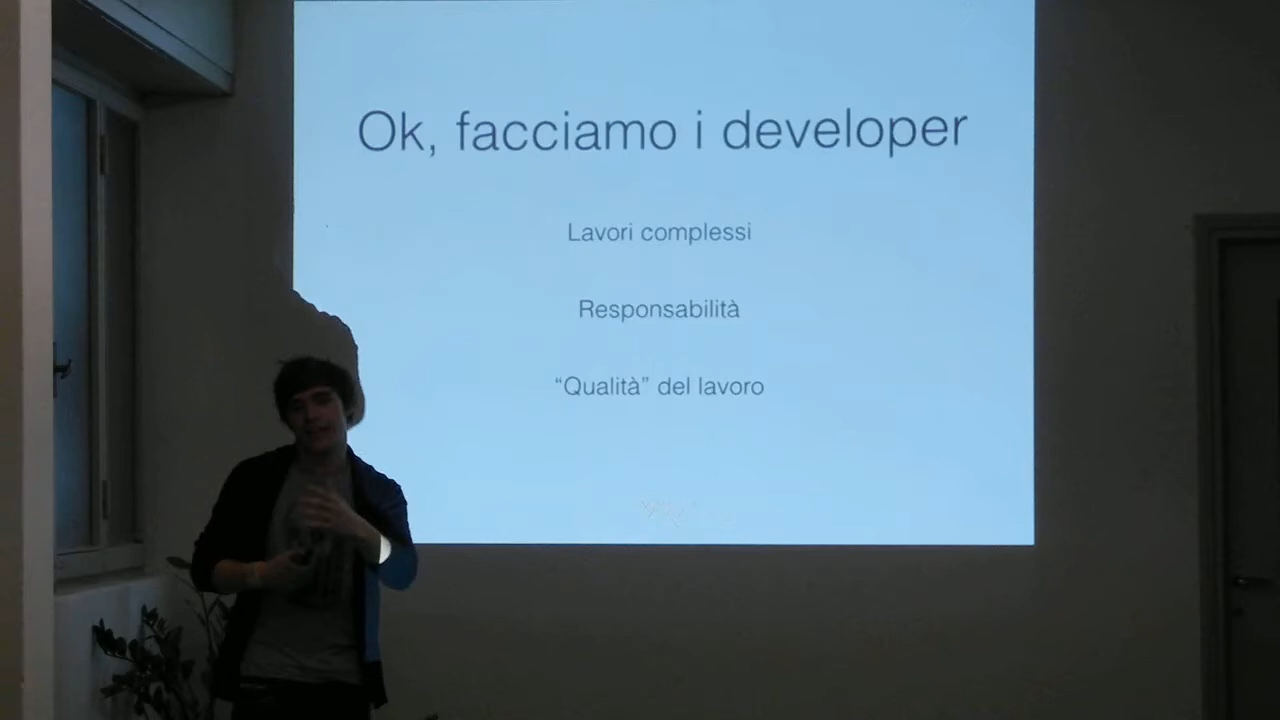 Ok, facciamo i developer
Lavori complessi
Responsabilità
“Qualità” del lavoro